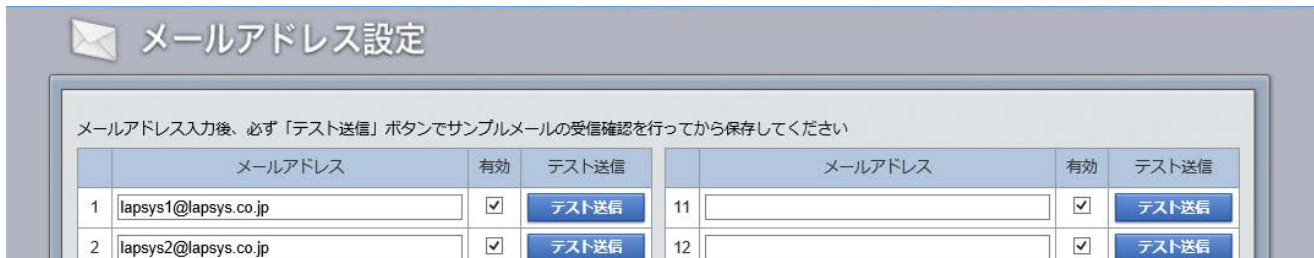 メールアドレス設定
メールアドレス入力後、必ず「テスト送信」ボタンでサンプルメールの受信確認を行ってから保存してください
メールアドレス 有効 テスト送信 メールアドレス 有効 テスト送信
1 lapsys1@lapsys.co.jp テスト送信 11 テスト送信
2 lapsys2@lapsys.co.jp テスト送信 12 テスト送信